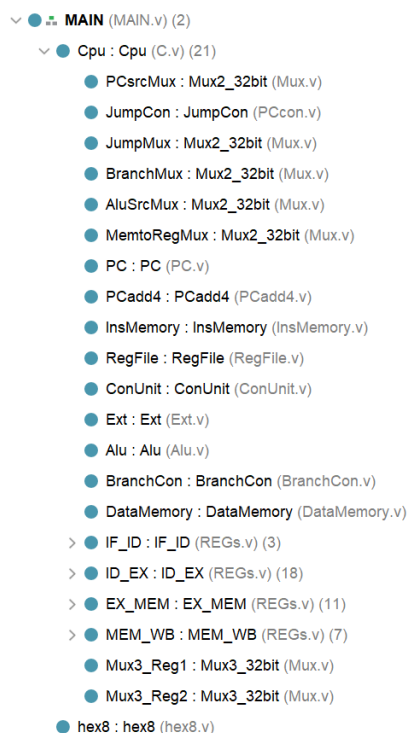 MAIN (MAIN.v) (2)
Cpu : Cpu (C.v) (21)
PCsrcMux : Mux2_32bit (Mux.v)
JumpCon : JumpCon (PCcon.v)
JumpMux : Mux2_32bit (Mux.v)
BranchMux : Mux2_32bit (Mux.v)
AluSrcMux : Mux2_32bit (Mux.v)
MemtoRegMux : Mux2_32bit (Mux.v)
PC : PC (PC.v)
PCadd4 : PCadd4 (PCadd4.v)
InsMemory : InsMemory (InsMemory.v)
RegFile : RegFile (RegFile.v)
ConUnit : ConUnit (ConUnit.v)
Ext : Ext (Ext.v)
Alu : Alu (Alu.v)
BranchCon : BranchCon (BranchCon.v)
DataMemory : DataMemory (DataMemory.v)
IF_ID : IF_ID (REGs.v) (3)
ID_EX : ID_EX (REGs.v) (18)
EX_MEM : EX_MEM (REGs.v) (11)
MEM_WB : MEM_WB (REGs.v) (7)
Mux3_Reg1 : Mux3_32bit (Mux.v)
Mux3_Reg2 : Mux3_32bit (Mux.v)
hex8 : hex8 (hex8.v)